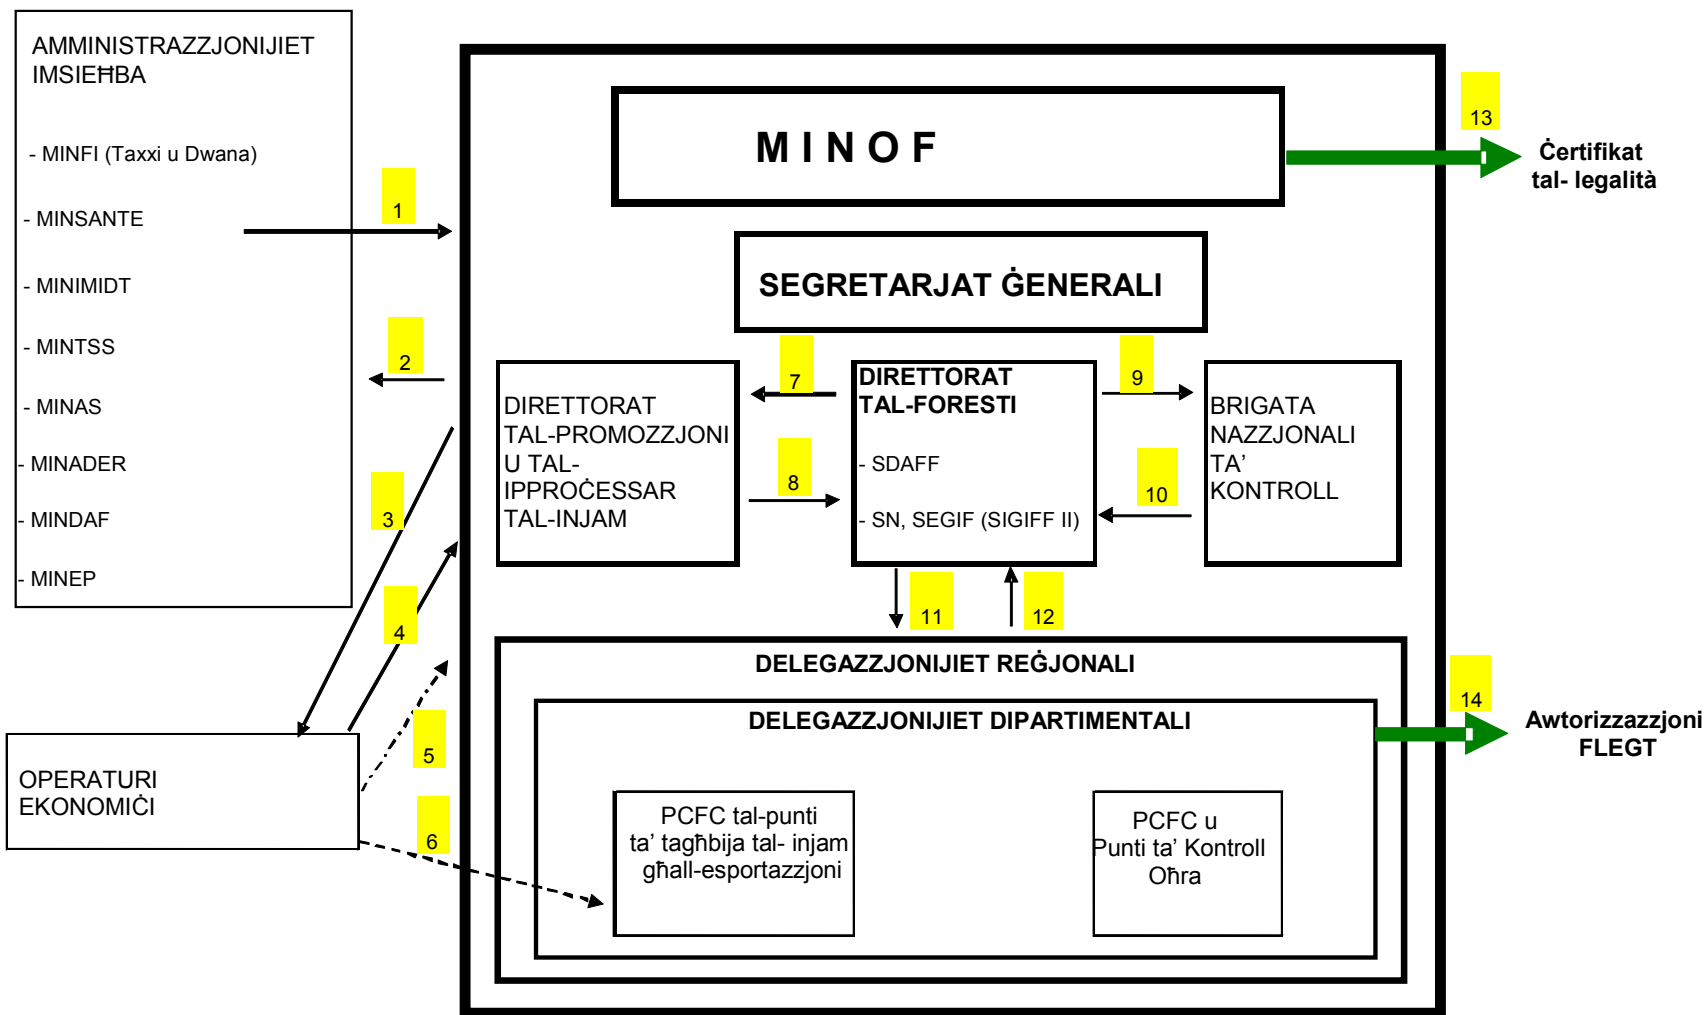 AMMINISTRAZZJONIJIET
IMSIEĦBA
- MINFI (Taxxi u Dwana)
- MINSANTE
- MINIMIDT
- MINTSS
- MINAS
- MINADER
- MINDAF
- MINEP
1
2
3
4
5
6
OPERATURI
EKONOMIĊI
M I N O F
SEGRETARJAT ĠENERALI
DIRETTORAT
TAL-PROMOZZJONI
U TAL-
IPPROĊESSAR
TAL-INJAM
7
8
DIRETTORAT
TAL-FORESTI
- SDAFF
- SN, SEGIF (SIGIFF II)
9
10
BRIGATA
NAZZJONALI
TA’
KONTROLL
11
12
DELEGAZZJONIJIET REĠJONALI
DELEGAZZJONIJIET DIPARTIMENTALI
PCFC tal-punti
ta’ tagħbija tal- injam
għall-esportazzjoni
PCFC u
Punti ta’ Kontroll
Oħra
13
Ċertifikat
tal- legalità
14
Awtorizzazzjoni
FLEGT